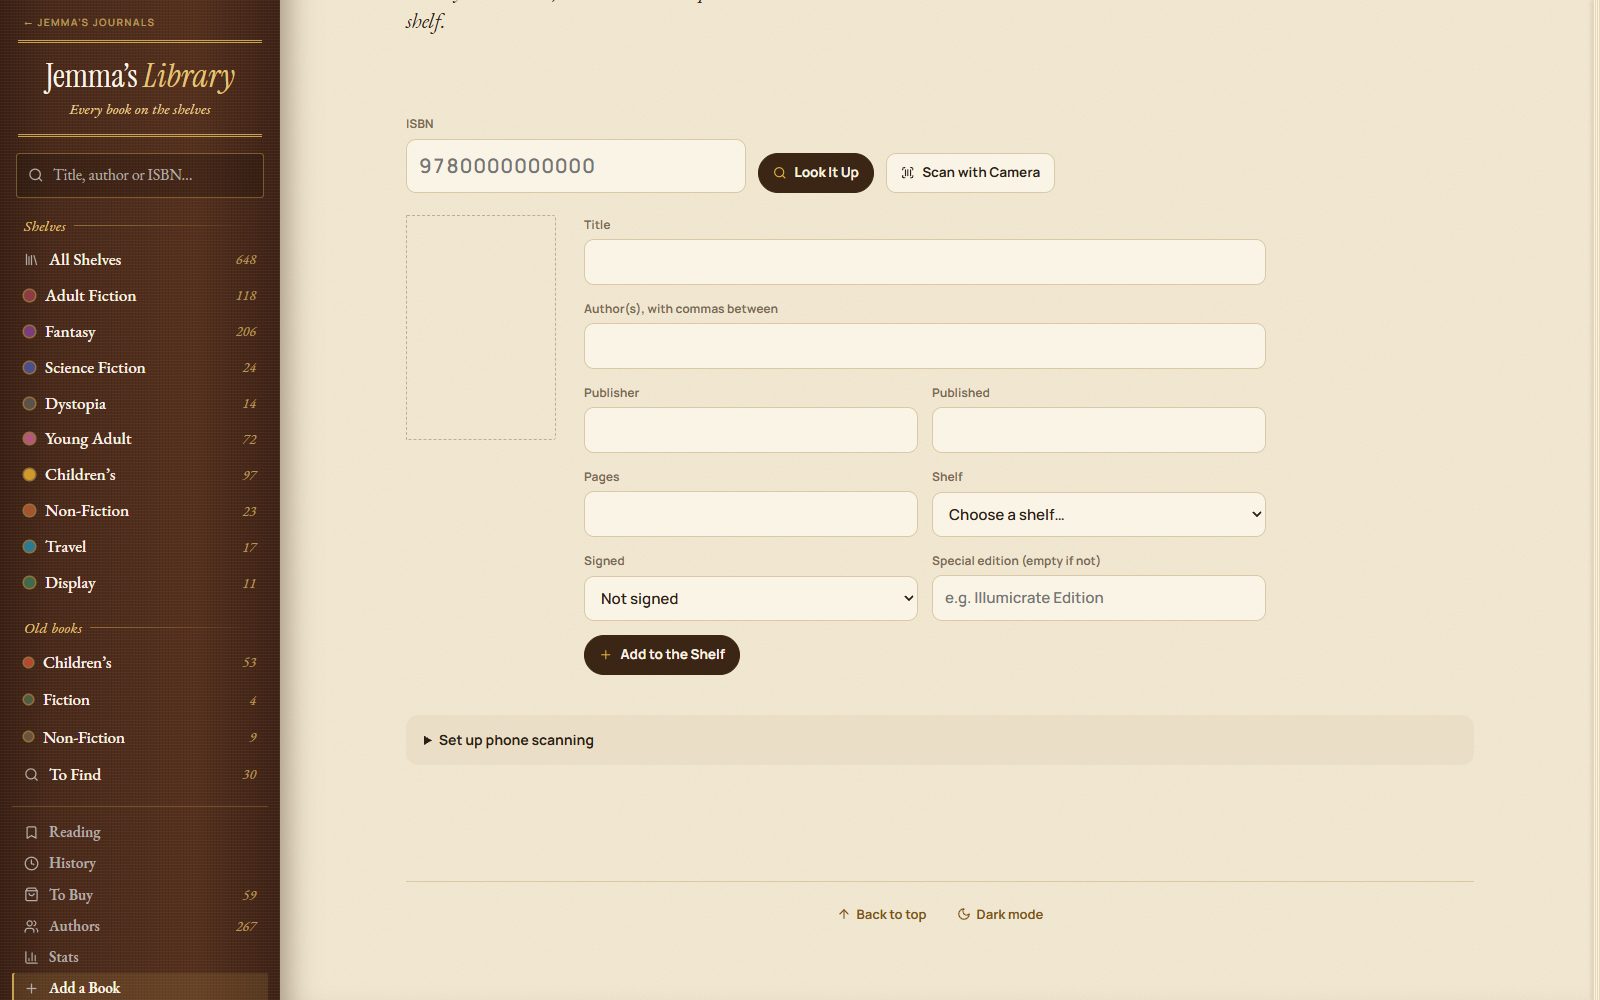 ← JEMMA'S JOURNALS
Jemma's Library
Every book on the shelves
Title, author or ISBN...
Shelves
All Shelves 648
Adult Fiction 118
Fantasy 206
Science Fiction 24
Dystopia 14
Young Adult 72
Children's 97
Non-Fiction 23
Travel 17
Display 11
Old books
Children's 53
Fiction 4
Non-Fiction 9
To Find 30
Reading
History
To Buy 59
Authors 267
Stats
Add a Book
shelf.
ISBN
9780000000000
Look It Up
Scan with Camera
Title
Author(s), with commas between
Publisher
Published
Pages
Shelf
Choose a shelf...
Signed
Special edition (empty if not)
Not signed
e.g. Illumicrate Edition
Add to the Shelf
Set up phone scanning
Back to top
Dark mode